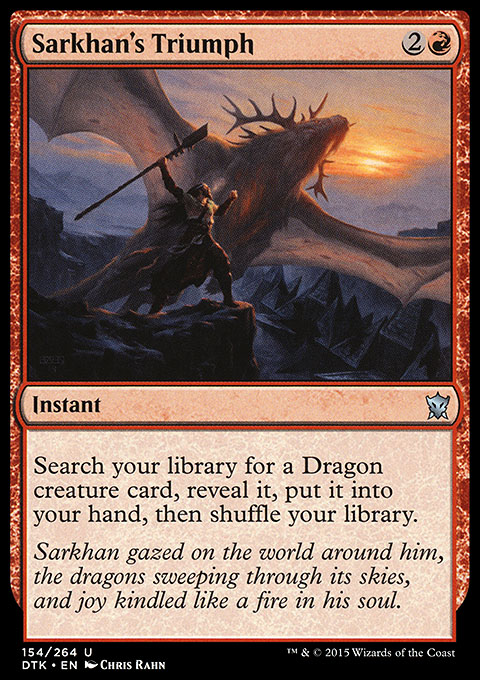 Sarkhan's Triumph 2
Instant
Search your library for a Dragon
creature card, reveal it, put it into
your hand, then shuffle your library.
Sarkhan gazed on the world around him,
the dragons sweeping through its skies,
and joy kindled like a fire in his soul.
154/264 U
DTK • EN Chris Rahn
™ & © 2015 Wizards of the Coast